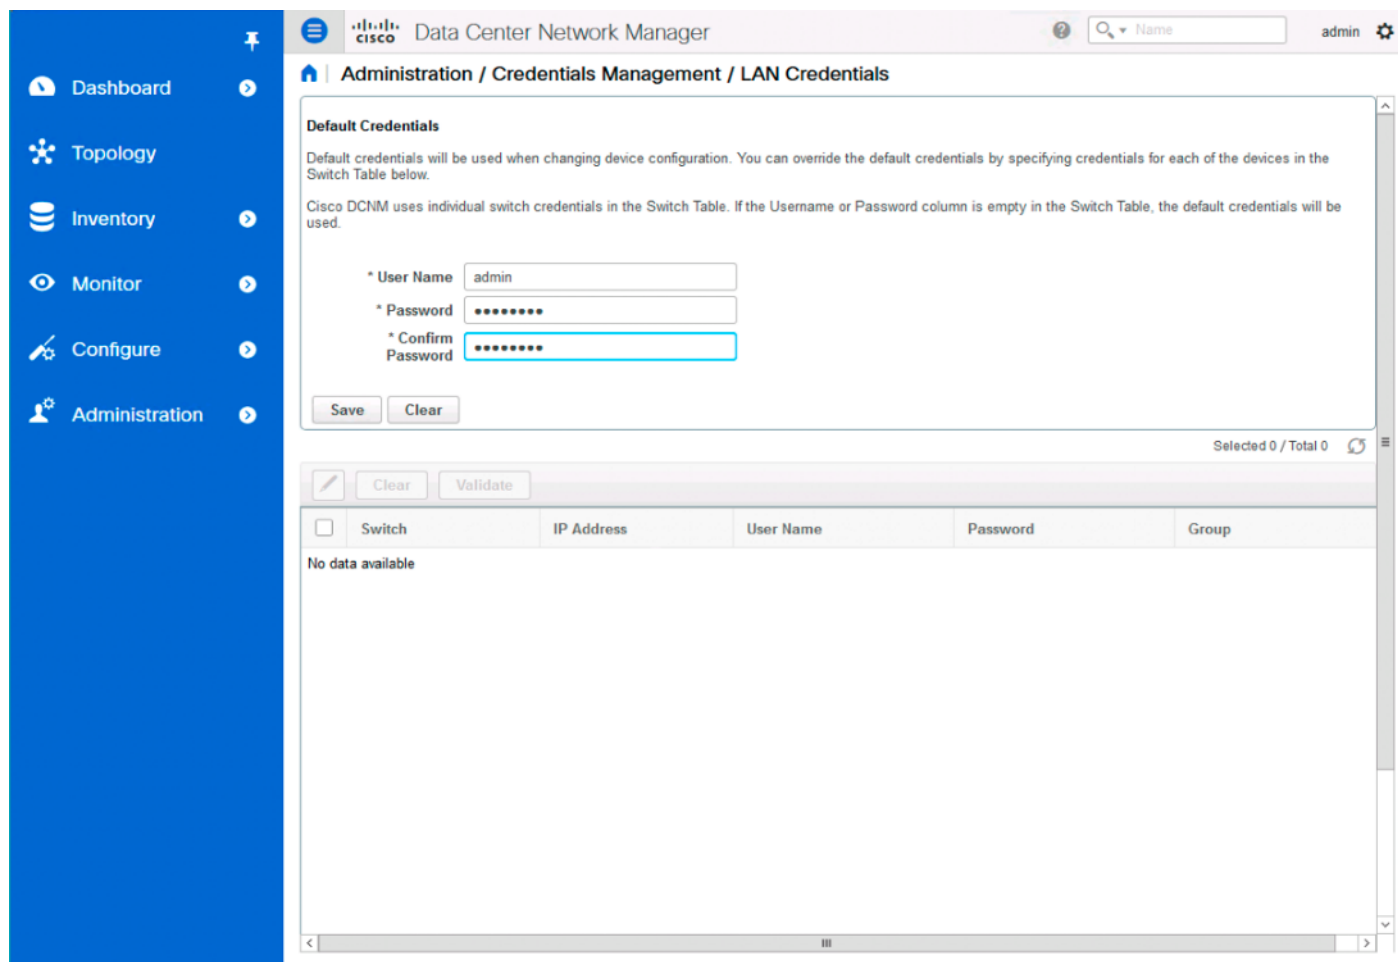 Dashboard
Topology
Inventory
Monitor
Configure
Administration
cisco Data Center Network Manager
Name
admin
Administration / Credentials Management / LAN Credentials
Default Credentials
Default credentials will be used when changing device configuration. You can override the default credentials by specifying credentials for each of the devices in the
Switch Table below.
Cisco DCNM uses individual switch credentials in the Switch Table. If the Username or Password column is empty in the Switch Table, the default credentials will be
used.
* User Name admin
* Password ••••••••
* Confirm
Password ••••••••
Save Clear
Selected 0 / Total 0
Clear Validate
Switch IP Address User Name Password Group
No data available